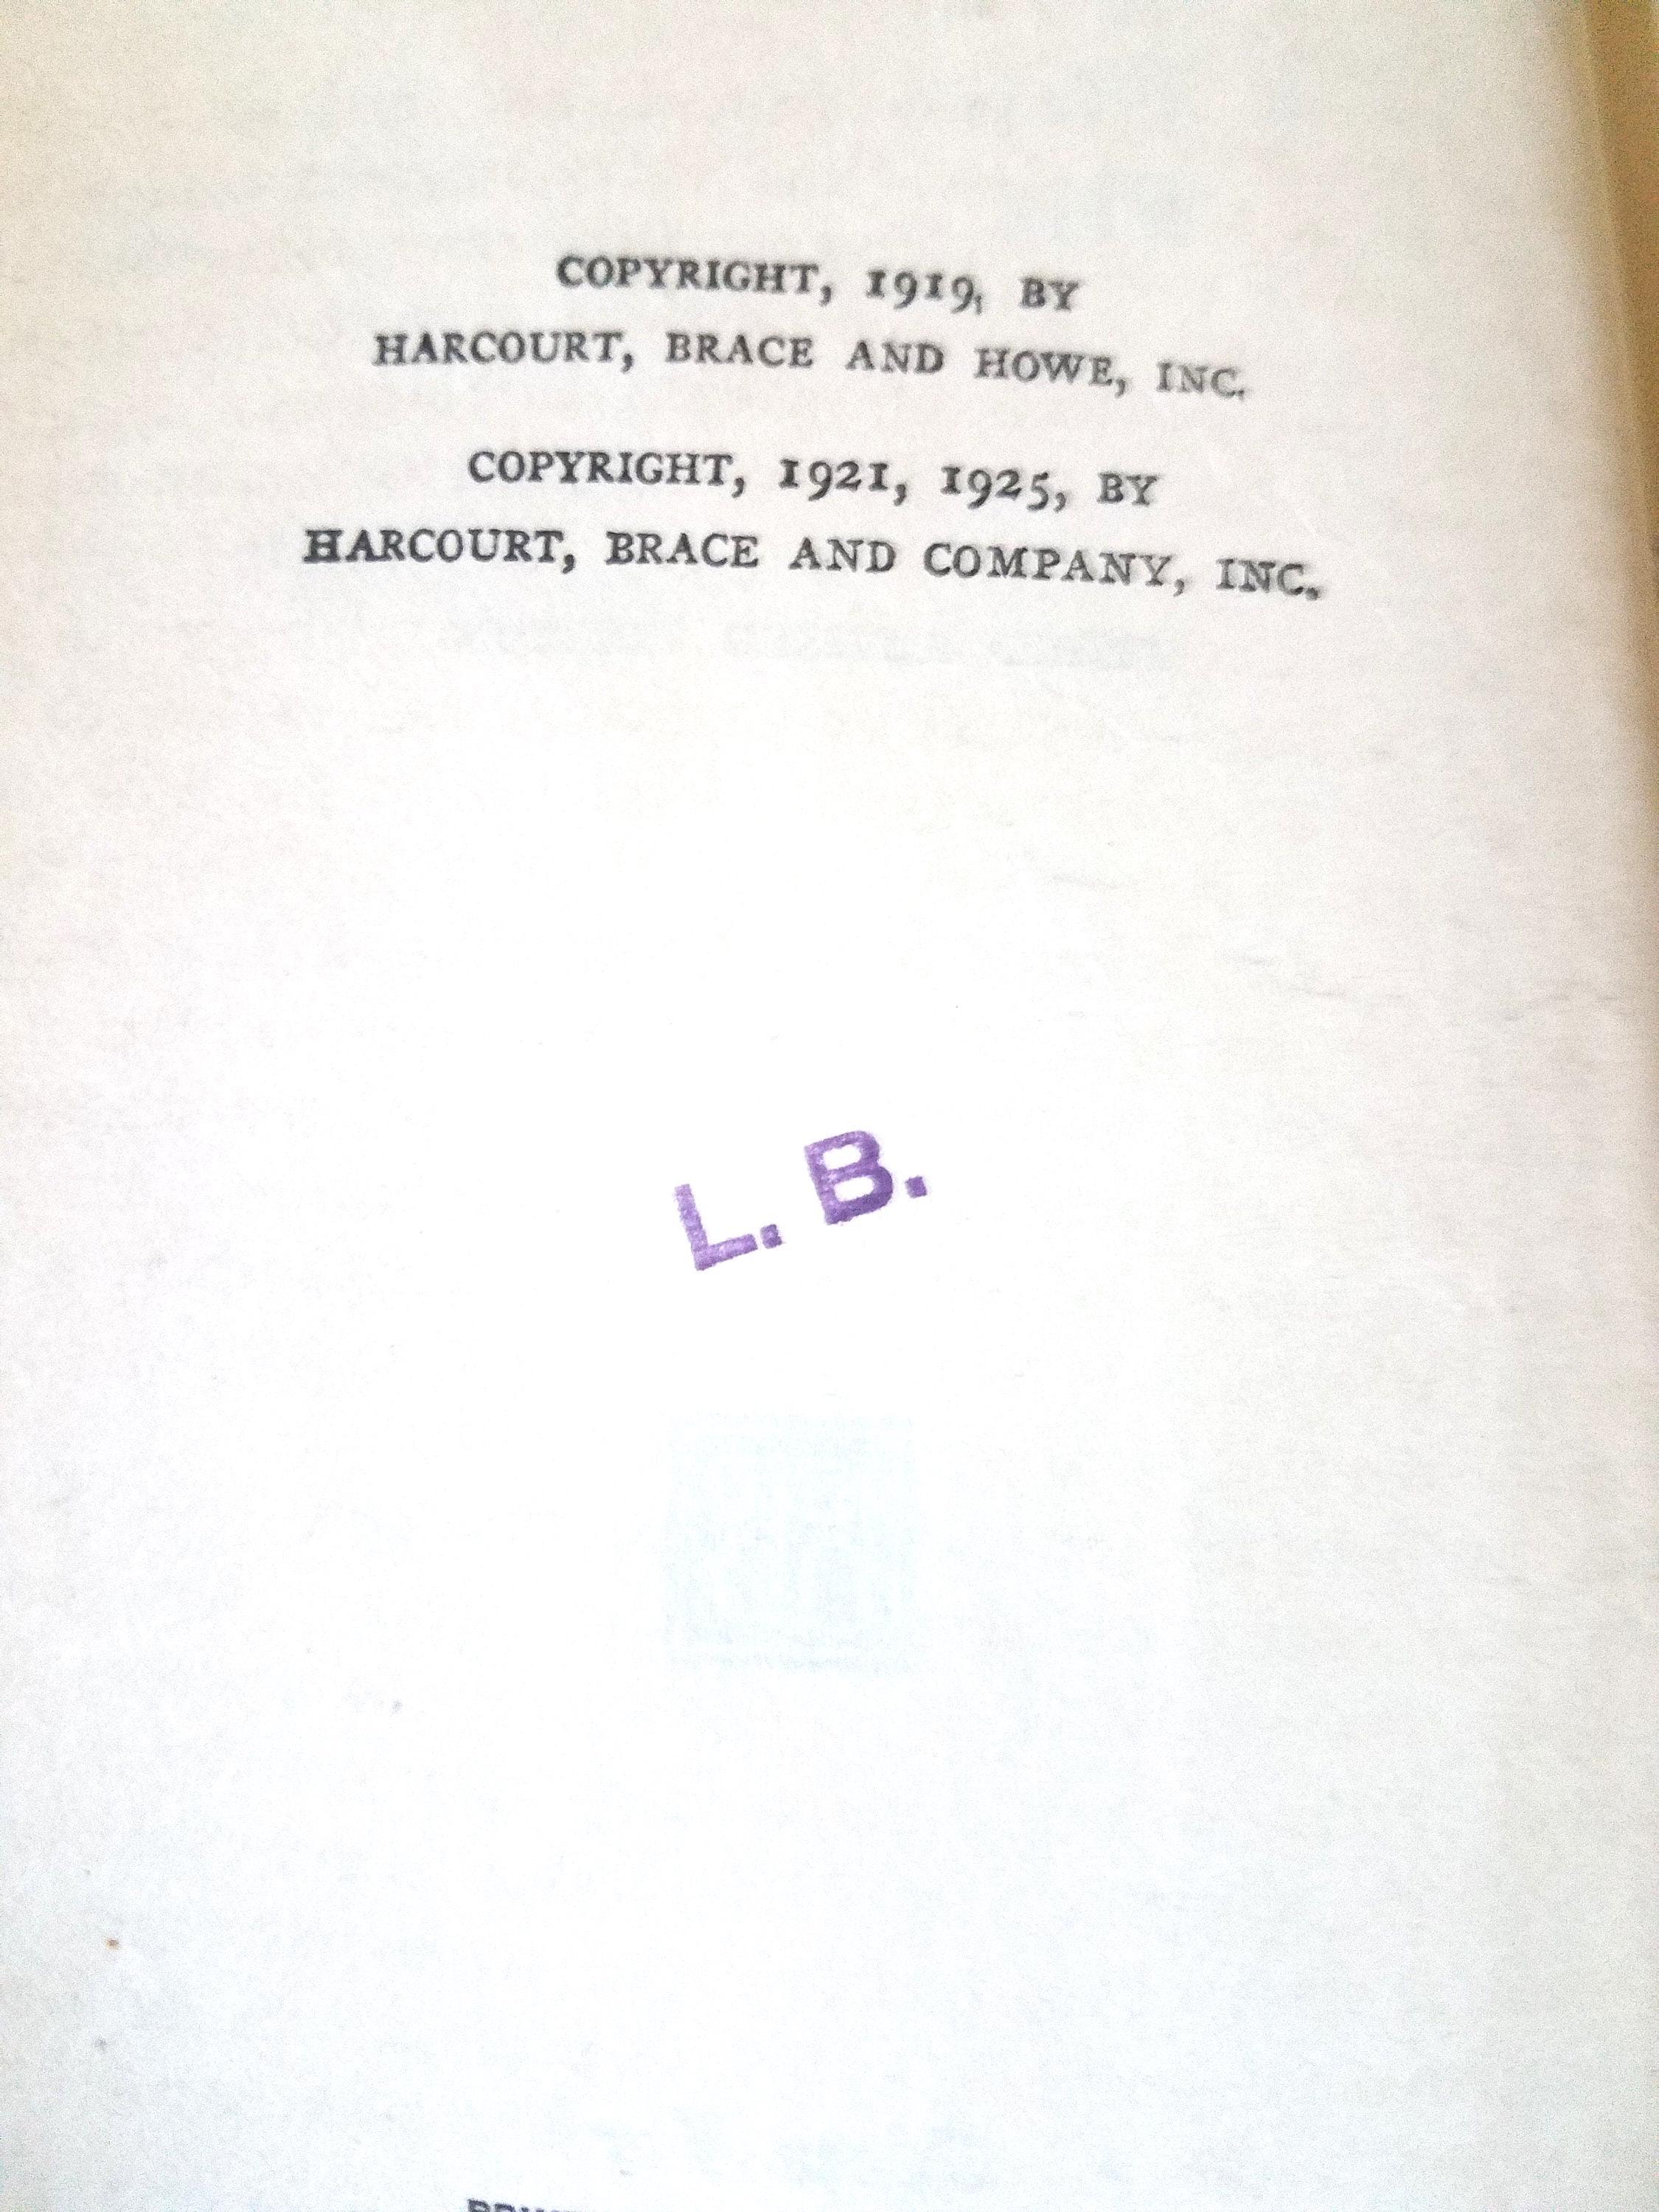 COPYRIGHT, 1919, BY
HARCOURT, BRACE AND HOWE, INC.
COPYRIGHT, 1921, 1925, BY
HARCOURT, BRACE AND COMPANY, INC.
L. B.